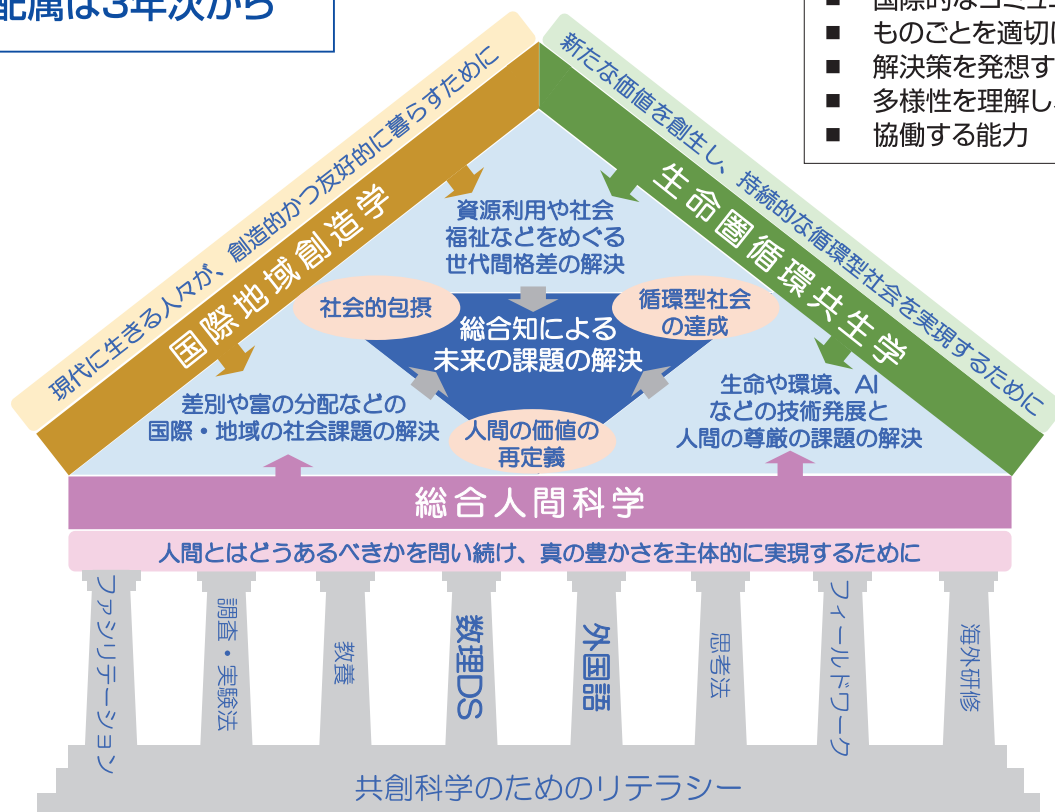 配属は3年次から
国際的なコミュニ
■ ものごとを適切に
■ 解決策を発想す
■ 多様性を理解し、
■ 協働する能力
現代に生きる人々が、創造的かつ友好的に暮らすために
国際地域創造学
新たな価値を創生し、持続的な循環型社会を実現するために
生命圏循環共生学
資源利用や社会
福祉などをめぐる
世代間格差の解決
社会的包摂
循環型社会
の達成
総合知による
未来の課題の解決
差別や富の分配などの
国際・地域の社会課題の解決
人間の価値の
再定義
生命や環境、AI
などの技術発展と
人間の尊厳の課題の解決
総合人間科学
人間とはどうあるべきかを問い続け、真の豊かさを主体的に実現するために
ファシリテーション
調査・実験法
教養
数理DS
外国語
思考法
フィールドワーク
海外研修
共創科学のためのリテラシー